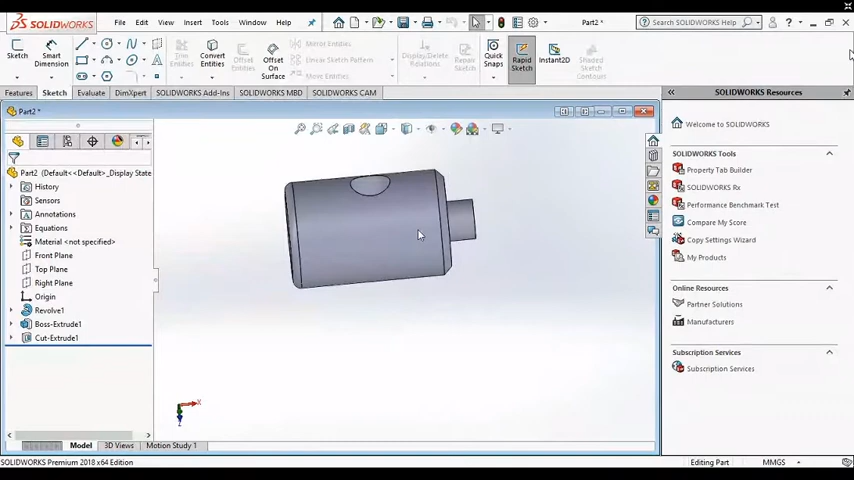 SOLIDWORKS File Edit View Insert Tools Window Help Part2 * Search SOLIDWORKS Help
Sketch Smart Dimension Trim Entities Convert Entities Offset Entities Offset On Surface Mirror Entities Linear Sketch Pattern Move Entities Display/Delete Relations Repair Sketch Quick Snaps Rapid Sketch Instant2D Shaded Sketch Contours
Features Sketch Evaluate DimXpert SOLIDWORKS Add-Ins SOLIDWORKS MBD SOLIDWORKS CAM
SOLIDWORKS Resources
Part2 *
Welcome to SOLIDWORKS
SOLIDWORKS Tools
Property Tab Builder
SOLIDWORKS Rx
Performance Benchmark Test
Compare My Score
Copy Settings Wizard
My Products
Online Resources
Partner Solutions
Manufacturers
Subscription Services
Subscription Services
Part2 (Default<<Default>_Display State
History
Sensors
Annotations
Equations
Material <not specified>
Front Plane
Top Plane
Right Plane
Origin
Revolve1
Boss-Extrude1
Cut-Extrude1
X
Z
Model 3D Views Motion Study 1
SOLIDWORKS Premium 2018 x64 Edition Editing Part MMGS